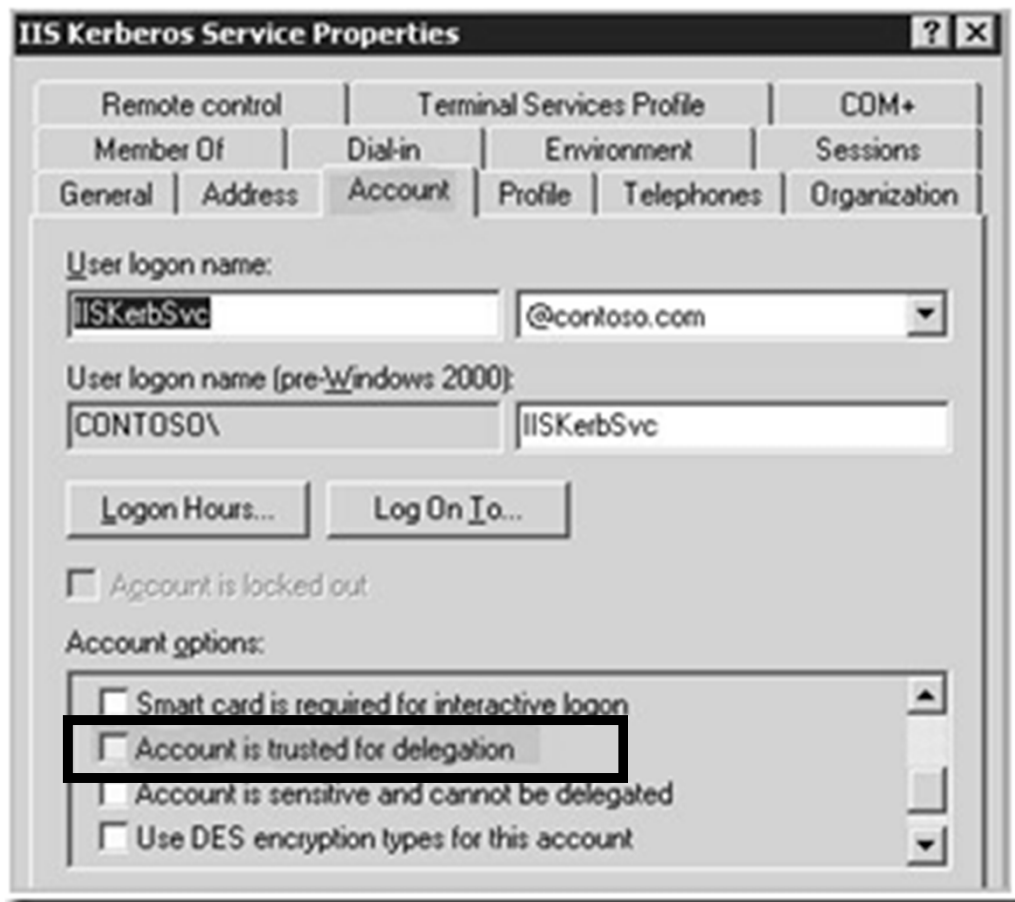 IIS Kerberos Service Properties
Remote control Terminal Services Profile COM+
Member Of Dial-in Environment Sessions
General Address Account Profile Telephones Organization
User logon name:
IISKerbSvc @contoso.com
User logon name (pre-Windows 2000):
CONTOSO\ IISKerbSvc
Logon Hours... Log On To...
Account is locked out
Account options:
Smart card is required for interactive logon
Account is trusted for delegation
Account is sensitive and cannot be delegated
Use DES encryption types for this account